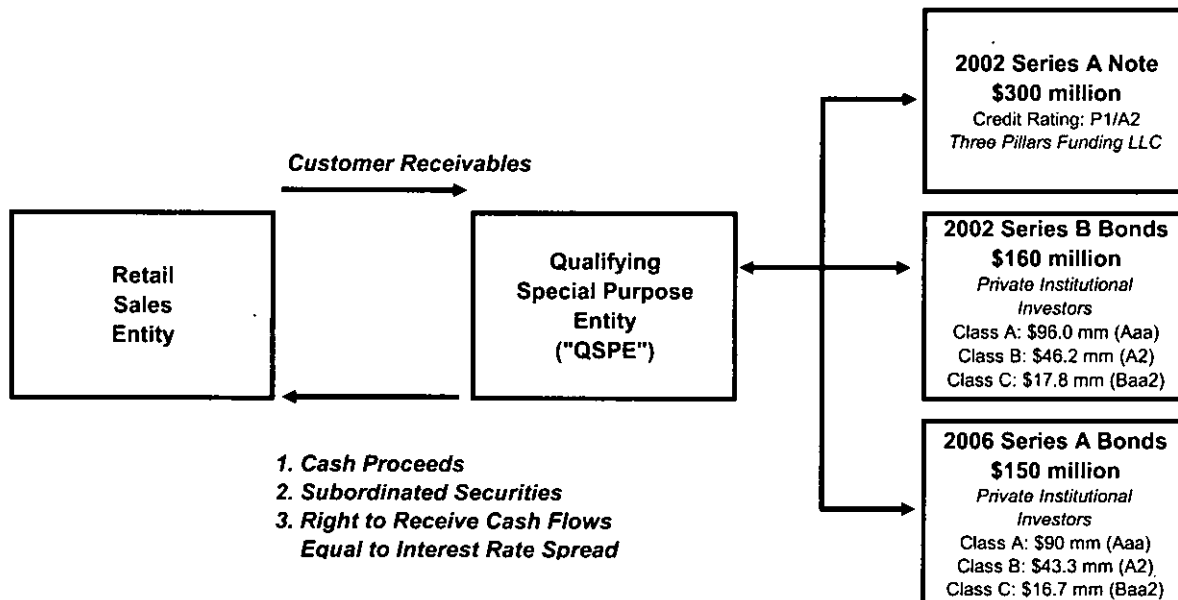 Customer Receivables
Retail
Sales
Entity
Qualifying
Special Purpose
Entity
("QSPE")
1. Cash Proceeds
2. Subordinated Securities
3. Right to Receive Cash Flows
Equal to Interest Rate Spread
2002 Series A Note
$300 million
Credit Rating: P1/A2
Three Pillars Funding LLC
2002 Series B Bonds
$160 million
Private Institutional
Investors
Class A: $96.0 mm (Aaa)
Class B: $46.2 mm (A2)
Class C: $17.8 mm (Baa2)
2006 Series A Bonds
$150 million
Private Institutional
Investors
Class A: $90 mm (Aaa)
Class B: $43.3 mm (A2)
Class C: $16.7 mm (Baa2)